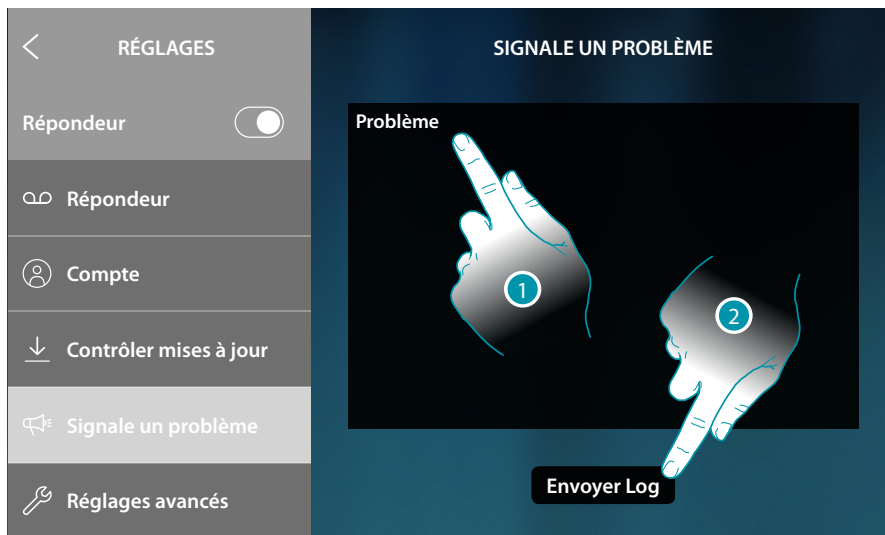 RÉGLAGES
Répondeur
Répondeur
Compte
Contrôler mises à jour
Signale un problème
Réglages avancés
SIGNALE UN PROBLÈME
Problème
1
2
Envoyer Log